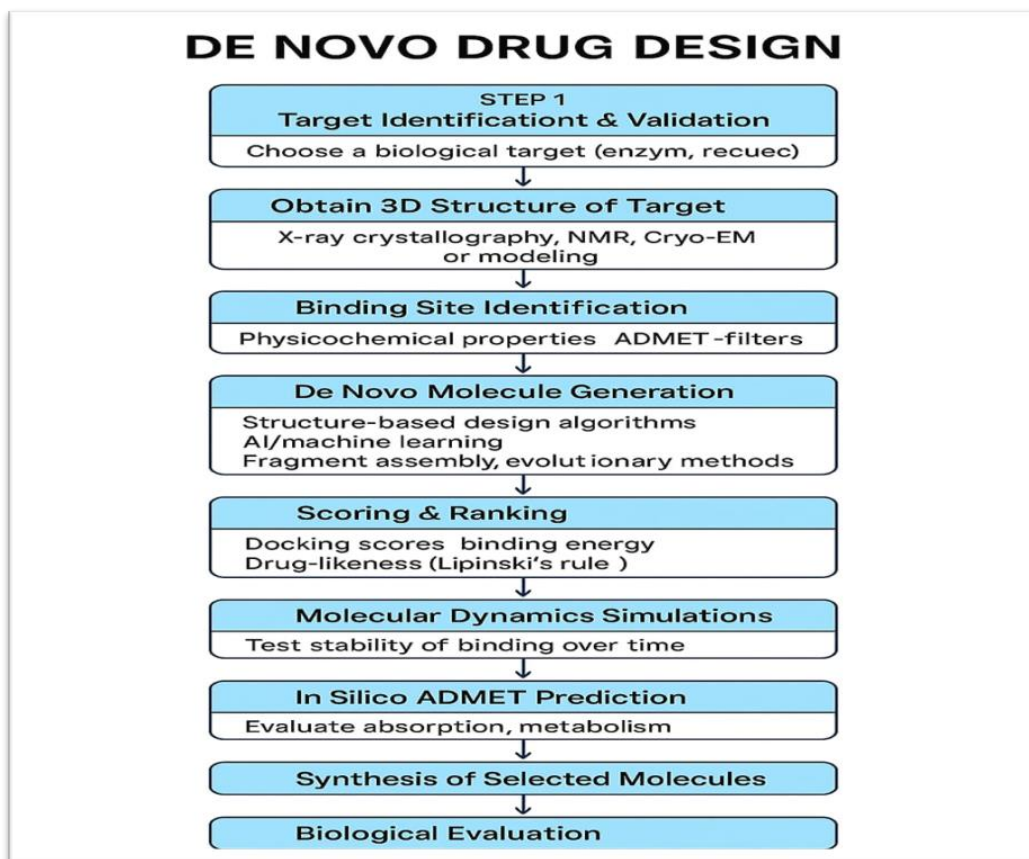 DE NOVO DRUG DESIGN
STEP 1
Target Identificationt & Validation
Choose a biological target (enzym, recuec)
Obtain 3D Structure of Target
X-ray crystallography, NMR, Cryo-EM
or modeling
Binding Site Identification
Physicochemical properties ADMET-filters
De Novo Molecule Generation
Structure-based design algorithms
AI/machine learning
Fragment assembly, evolutionary methods
Scoring & Ranking
Docking scores binding energy
Drug-likeness (Lipinski's rule )
Molecular Dynamics Simulations
Test stability of binding over time
In Silico ADMET Prediction
Evaluate absorption, metabolism
Synthesis of Selected Molecules
Biological Evaluation